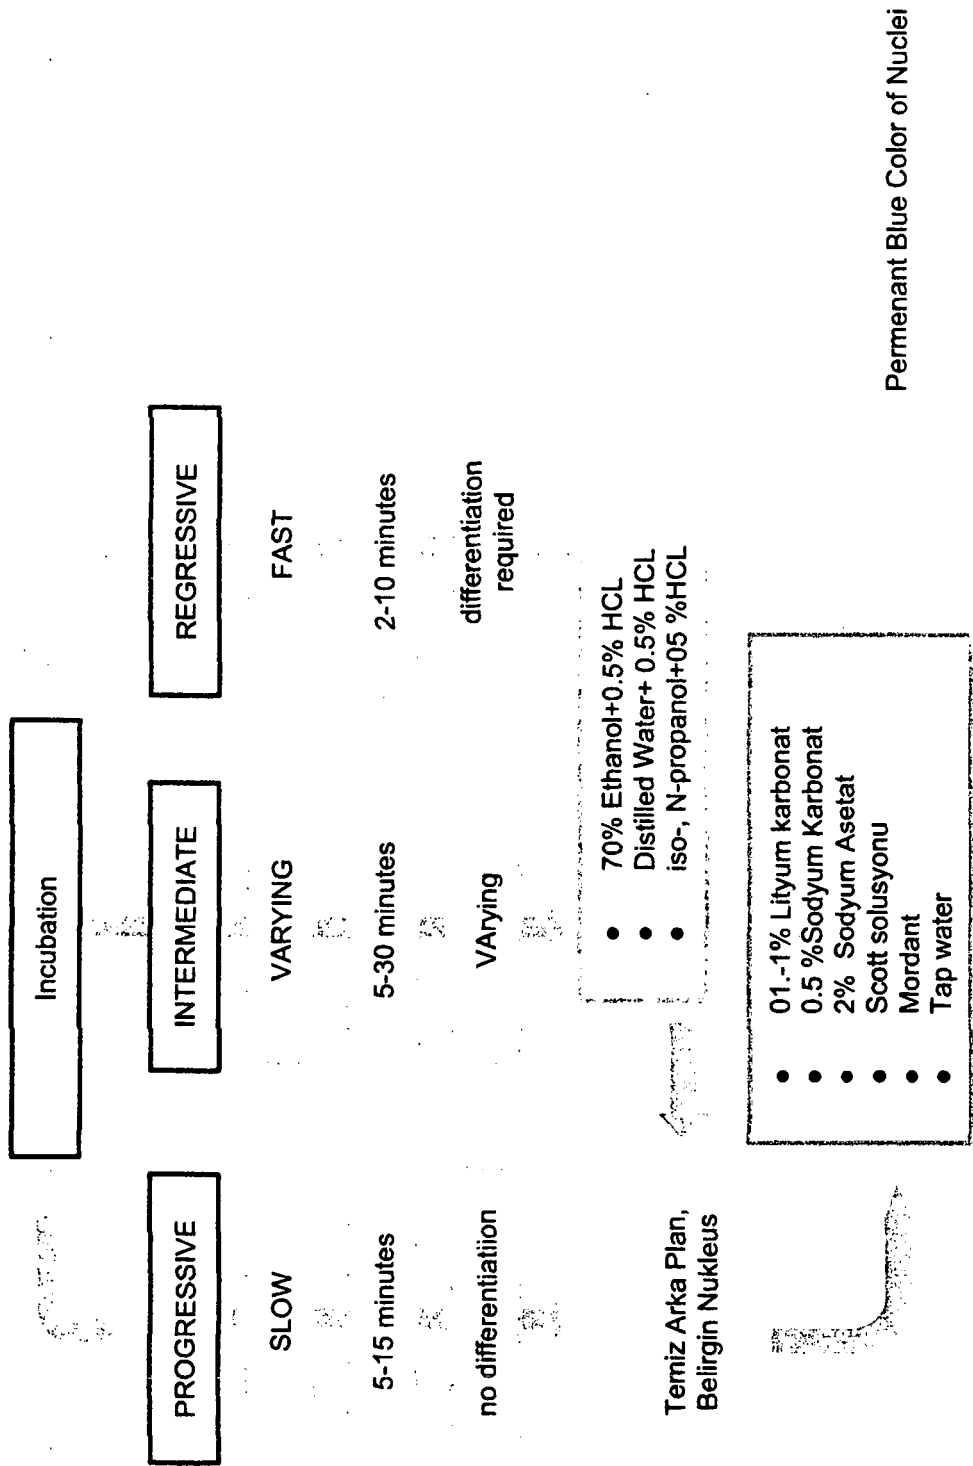 Incubation
PROGRESSIVE
INTERMEDIATE
REGRESSIVE
SLOW
VARYING
FAST
5-15 minutes
5-30 minutes
2-10 minutes
no differentiation
VArying
differentiation
required
• 70% Ethanol+0.5% HCL
• Distilled Water+ 0.5% HCL
• iso-, N-propanol+05 %HCL
Temiz Arka Plan,
Belirgin Nukleus
• 01.-1% Lityum karbonat
• 0.5 %Sodyum Karbonat
• 2% Sodyum Asetat
• Scott solusyonu
• Mordant
• Tap water
Permenant Blue Color of Nuclei